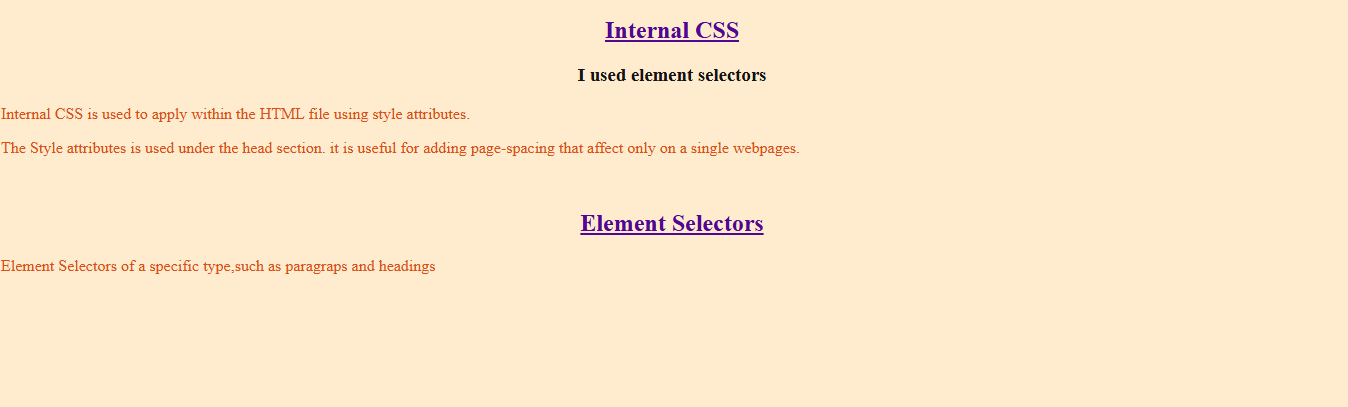 Internal CSS
I used element selectors
Internal CSS is used to apply within the HTML file using style attributes.
The Style attributes is used under the head section. it is useful for adding page-spacing that affect only on a single webpages.
Element Selectors
Element Selectors of a specific type,such as paragraps and headings